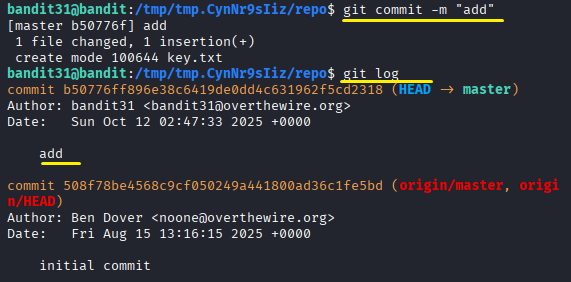 bandit31@bandit:/tmp/tmp.CynNr9sIiz/repo$ git commit -m "add"
[master b50776f] add
 1 file changed, 1 insertion(+)
 create mode 100644 key.txt
bandit31@bandit:/tmp/tmp.CynNr9sIiz/repo$ git log
commit b50776ff896e38c6419de0dd4c631962f5cd2318 (HEAD → master)
Author: bandit31 <bandit31@overthewire.org>
Date:   Sun Oct 12 02:47:33 2025 +0000
    add
commit 508f78be4568c9cf050249a441800ad36c1fe5bd (origin/master, origi
n/HEAD)
Author: Ben Dover <noone@overthewire.org>
Date:   Fri Aug 15 13:16:15 2025 +0000
    initial commit